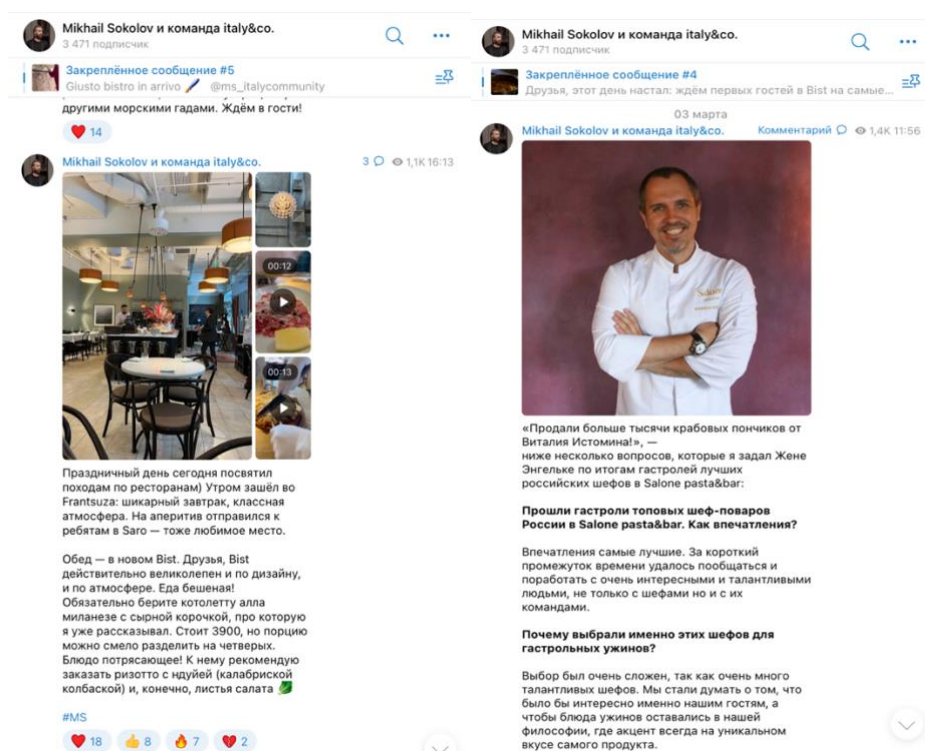 Mikhail Sokolov и команда italy&co.
3 471 подписчик
Закреплённое сообщение #5
Giusto bistro in arrivo 🖌️ @ms_italycommunity
другими морскими гадами. Ждём в гости!
❤️ 14
Mikhail Sokolov и команда italy&co.
3 1,1K 16:13
00:12
00:13
Праздничный день сегодня посвятил
походам по ресторанам) Утром зашёл во
Frantsuza: шикарный завтрак, классная
атмосфера. На аперитив отправился к
ребятам в Saro — тоже любимое место.
Обед — в новом Bist. Друзья, Bist
действительно великолепен и по дизайну,
и по атмосфере. Еда бешеная!
Обязательно берите котолетту алла
миланезе с сырной корочкой, про которую
я уже рассказывал. Стоит 3900, но порцию
можно смело разделить на четверых.
Блюдо потрясающее! К нему рекомендую
заказать ризотто с ндуйей (калабриской
колбаской) и, конечно, листья салата 🥬
#MS
❤️ 18 👍 8 🔥 7 💔 2
Mikhail Sokolov и команда italy&co.
3 471 подписчик
Закреплённое сообщение #4
Друзья, этот день настал: ждём первых гостей в Bist на самые...
03 марта
Mikhail Sokolov и команда italy&co.
Комментарий 1,4K 11:56
«Продали больше тысячи крабовых пончиков от
Виталия Истомина!», —
ниже несколько вопросов, которые я задал Жене
Энгельке по итогам гастролей лучших
российских шефов в Salone pasta&bar:
Прошли гастроли топовых шеф-поваров
России в Salone pasta&bar. Как впечатления?
Впечатления самые лучшие. За короткий
промежуток времени удалось пообщаться и
поработать с очень интересными и талантливыми
людьми, не только с шефами но и с их
командами.
Почему выбрали именно этих шефов для
гастрольных ужинов?
Выбор был очень сложен, так как очень много
талантливых шефов. Мы стали думать о том, что
было бы интересно именно нашим гостям, а
чтобы блюда ужинов оставались в нашей
философии, где акцент всегда на уникальном
вкусе самого продукта.